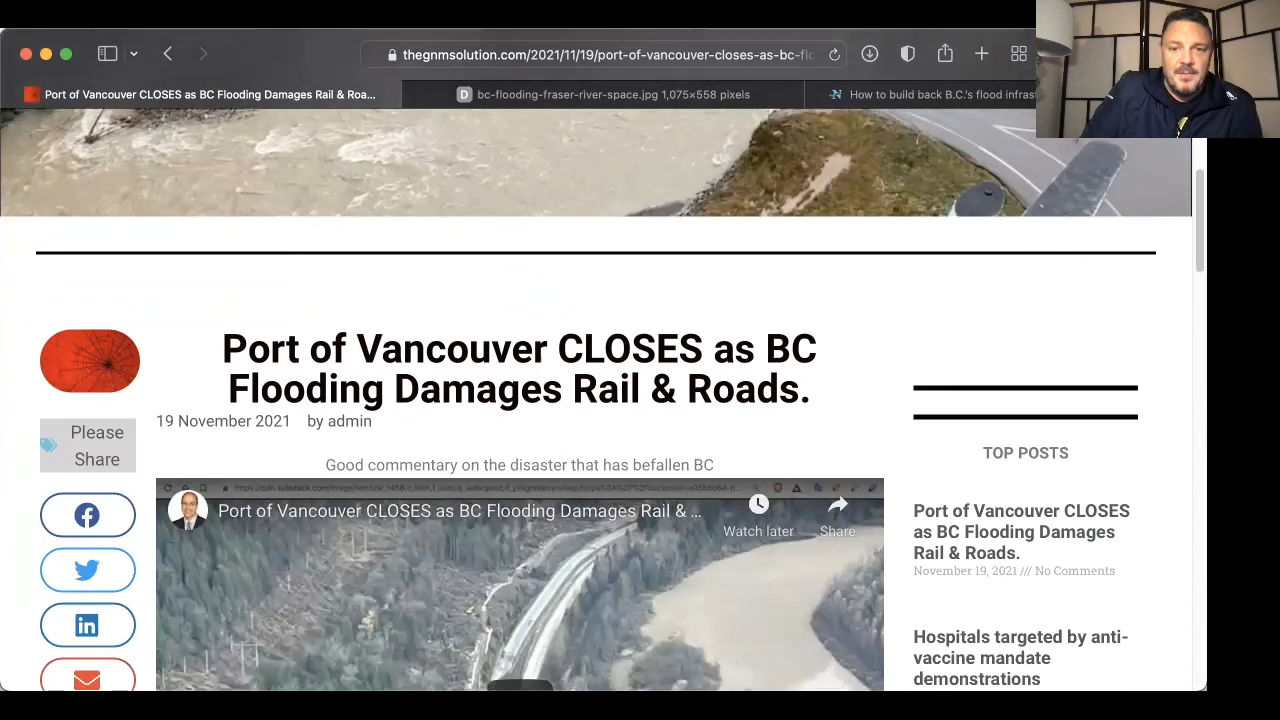 thegnmsolution.com/2021/11/19/port-of-vancouver-closes-as-bc-flo
Port of Vancouver CLOSES as BC Flooding Damages Rail & Roa...
D bc-flooding-fraser-river-space.jpg 1,075×558 pixels
How to build back B.C.'s flood infras
Port of Vancouver CLOSES as BC
Flooding Damages Rail & Roads.
19 November 2021 by admin
Please
Share
Good commentary on the disaster that has befallen BC
Port of Vancouver CLOSES as BC Flooding Damages Rail & ...
Watch later
Share
TOP POSTS
Port of Vancouver CLOSES
as BC Flooding Damages
Rail & Roads.
November 19, 2021 /// No Comments
Hospitals targeted by anti-
vaccine mandate
demonstrations